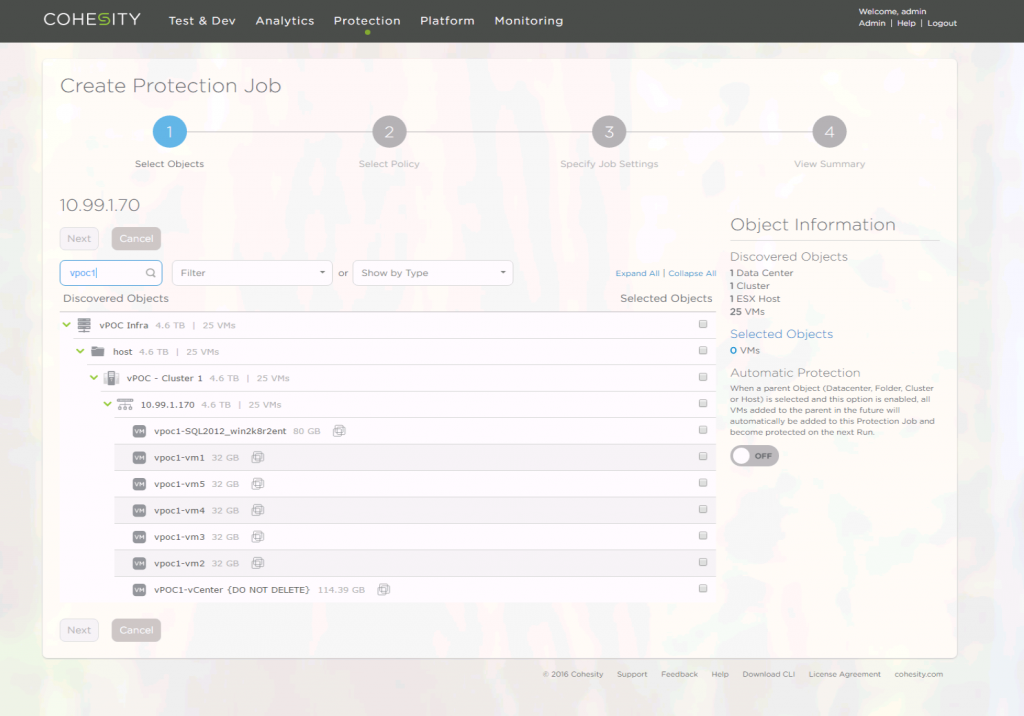 COHESITY Test & Dev Analytics Protection Platform Monitoring
Welcome, admin
Admin | Help | Logout
Create Protection Job
1 2 3 4
Select Objects Select Policy Specify Job Settings View Summary
10.99.1.70
Next Cancel
vpoc1 Filter or Show by Type Expand All | Collapse All
Discovered Objects Selected Objects
vPOC Infra 4.6 TB | 25 VMs
host 4.6 TB | 25 VMs
vPOC - Cluster 1 4.6 TB | 25 VMs
10.99.1.170 4.6 TB | 25 VMs
VM vpoc1-SQL2012_win2k8r2ent 80 GB
VM vpoc1-vm1 32 GB
VM vpoc1-vm5 32 GB
VM vpoc1-vm4 32 GB
VM vpoc1-vm3 32 GB
VM vpoc1-vm2 32 GB
VM vPOC1-vCenter {DO NOT DELETE} 114.39 GB
Next Cancel
Object Information
Discovered Objects
1 Data Center
1 Cluster
1 ESX Host
25 VMs
Selected Objects
0 VMs
Automatic Protection
When a parent Object (Datacenter, Folder, Cluster
or Host) is selected and this option is enabled, all
VMs added to the parent in the future will
automatically be added to this Protection Job and
become protected on the next Run.
OFF
© 2016 Cohesity Support Feedback Help Download CLI License Agreement cohesity.com